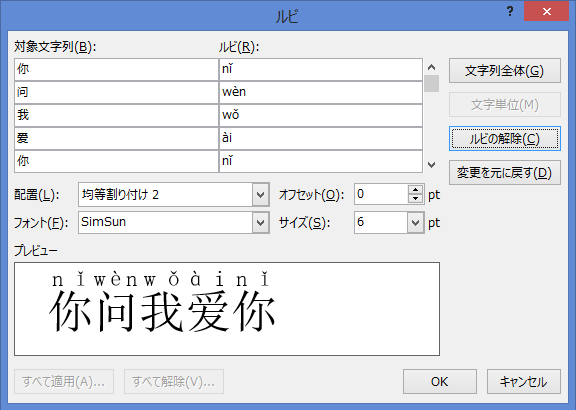 ルビ
?
対象文字列(B): ルビ(R):
你 nǐ
问 wèn
我 wǒ
爱 ài
你 nǐ
文字列全体(G)
文字単位(M)
ルビの解除(C)
変更を元に戻す(D)
配置(L): 均等割り付け 2 オフセット(O): 0 pt
フォント(F): SimSun サイズ(S): 6 pt
プレビュー
nǐwènwǒàinǐ
你问我爱你
すべて適用(A)... すべて解除(V)... OK キャンセル